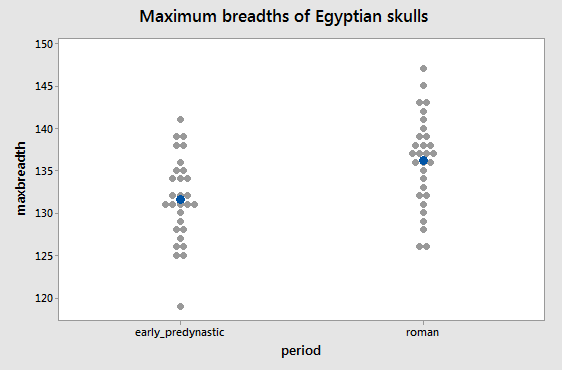 Maximum breadths of Egyptian skulls
150
145
140
135
130
125
120
maxbreadth
early_predynastic roman
period